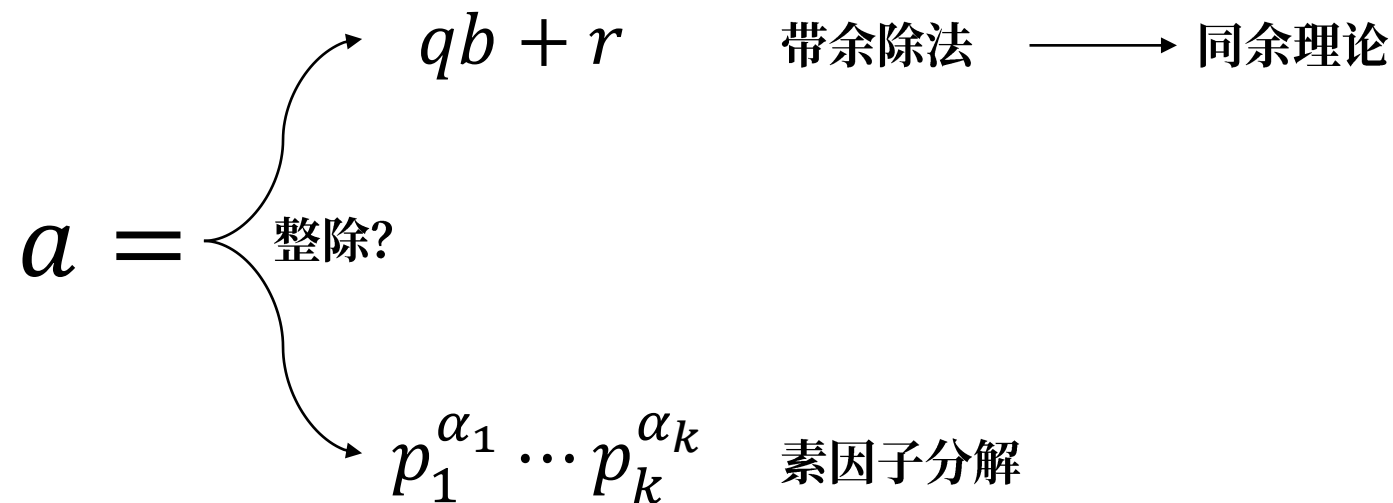 qb + r 带余除法 同余理论
a = 整除?
p_1^{α_1} ⋯ p_k^{α_k} 素因子分解